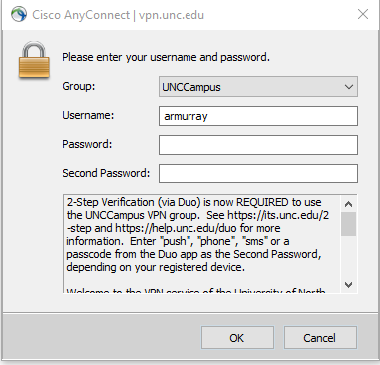 Cisco AnyConnect | vpn.unc.edu
Please enter your username and password.
Group: UNCCampus
Username: armurray
Password:
Second Password:
2-Step Verification (via Duo) is now REQUIRED to use
the UNCCampus VPN group. See https://its.unc.edu/2
-step and https://help.unc.edu/duo for more
information. Enter "push", "phone", "sms" or a
passcode from the Duo app as the Second Password,
depending on your registered device.
Welcome to the VPN service of the University of North
OK Cancel